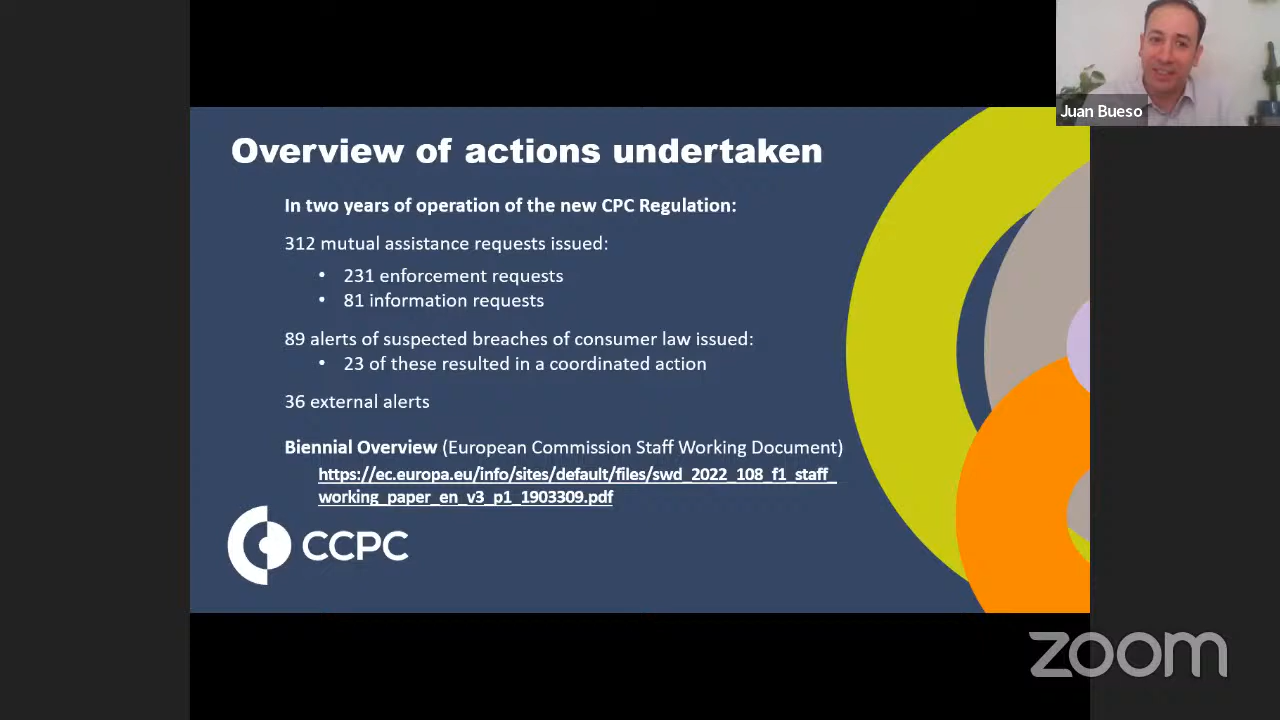 Juan Bueso
Overview of actions undertaken
In two years of operation of the new CPC Regulation:
312 mutual assistance requests issued:
• 231 enforcement requests
• 81 information requests
89 alerts of suspected breaches of consumer law issued:
• 23 of these resulted in a coordinated action
36 external alerts
Biennial Overview (European Commission Staff Working Document)
https://ec.europa.eu/info/sites/default/files/swd_2022_108_f1_staff_
working_paper_en_v3_p1_1903309.pdf
CCPC
zoom